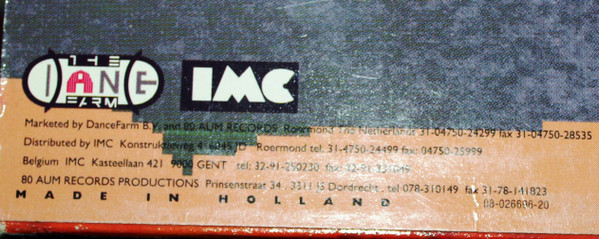 THE
DANCE
FARM
IMC
Marketed by DanceFarm B.V. and 80 AUM RECORDS Roermond The Netherlands 31-04750-24299 fax 31-04750-28535
Distributed by IMC Konstruktieweg 4 6045 JD Roermond tel. 31-4750-24499 fax: 04750-25999
Belgium IMC Kasteellaan 421 9000 GENT tel: 32-91-250230 fax 32-91 331049
80 AUM RECORDS PRODUCTIONS Prinsenstraat 34 . 3311 JS Dordrecht . tel 078-310149 fax 31-78-141823
MADE IN HOLLAND
08-026696-20